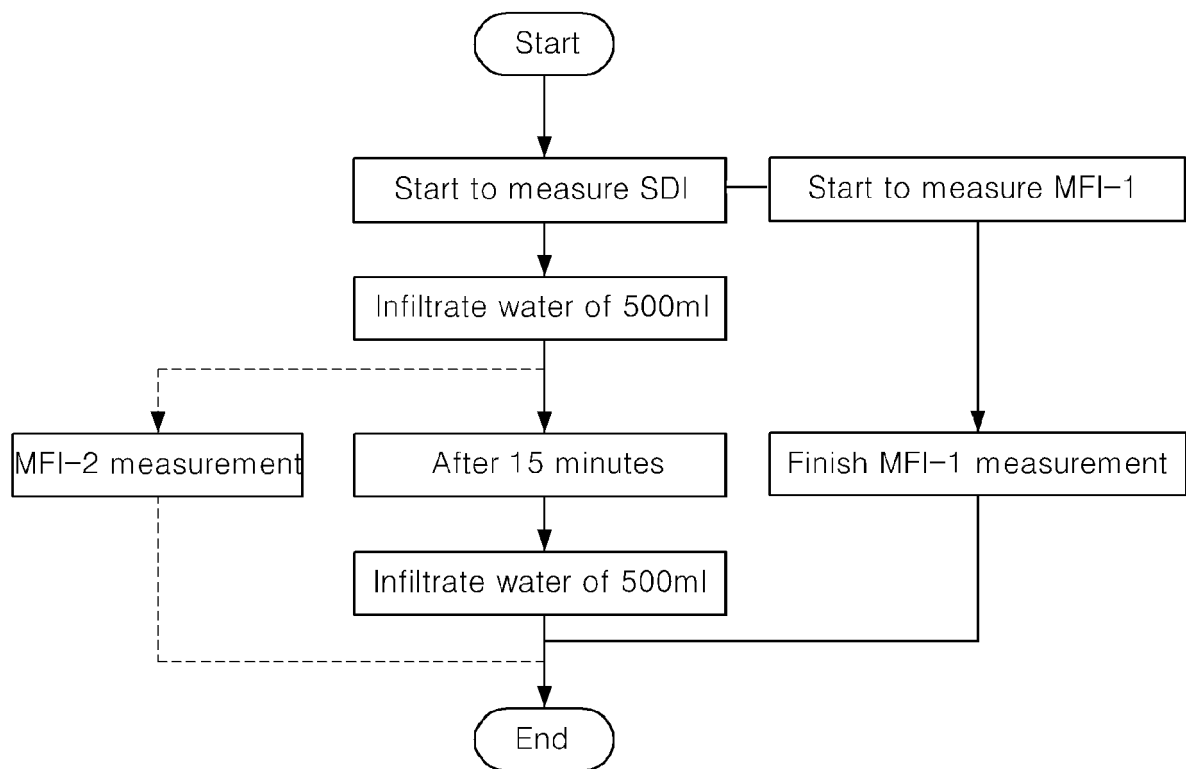 Start
Start to measure SDI
Start to measure MFI-1
Infiltrate water of 500ml
MFI-2 measurement
After 15 minutes
Finish MFI-1 measurement
Infiltrate water of 500ml
End